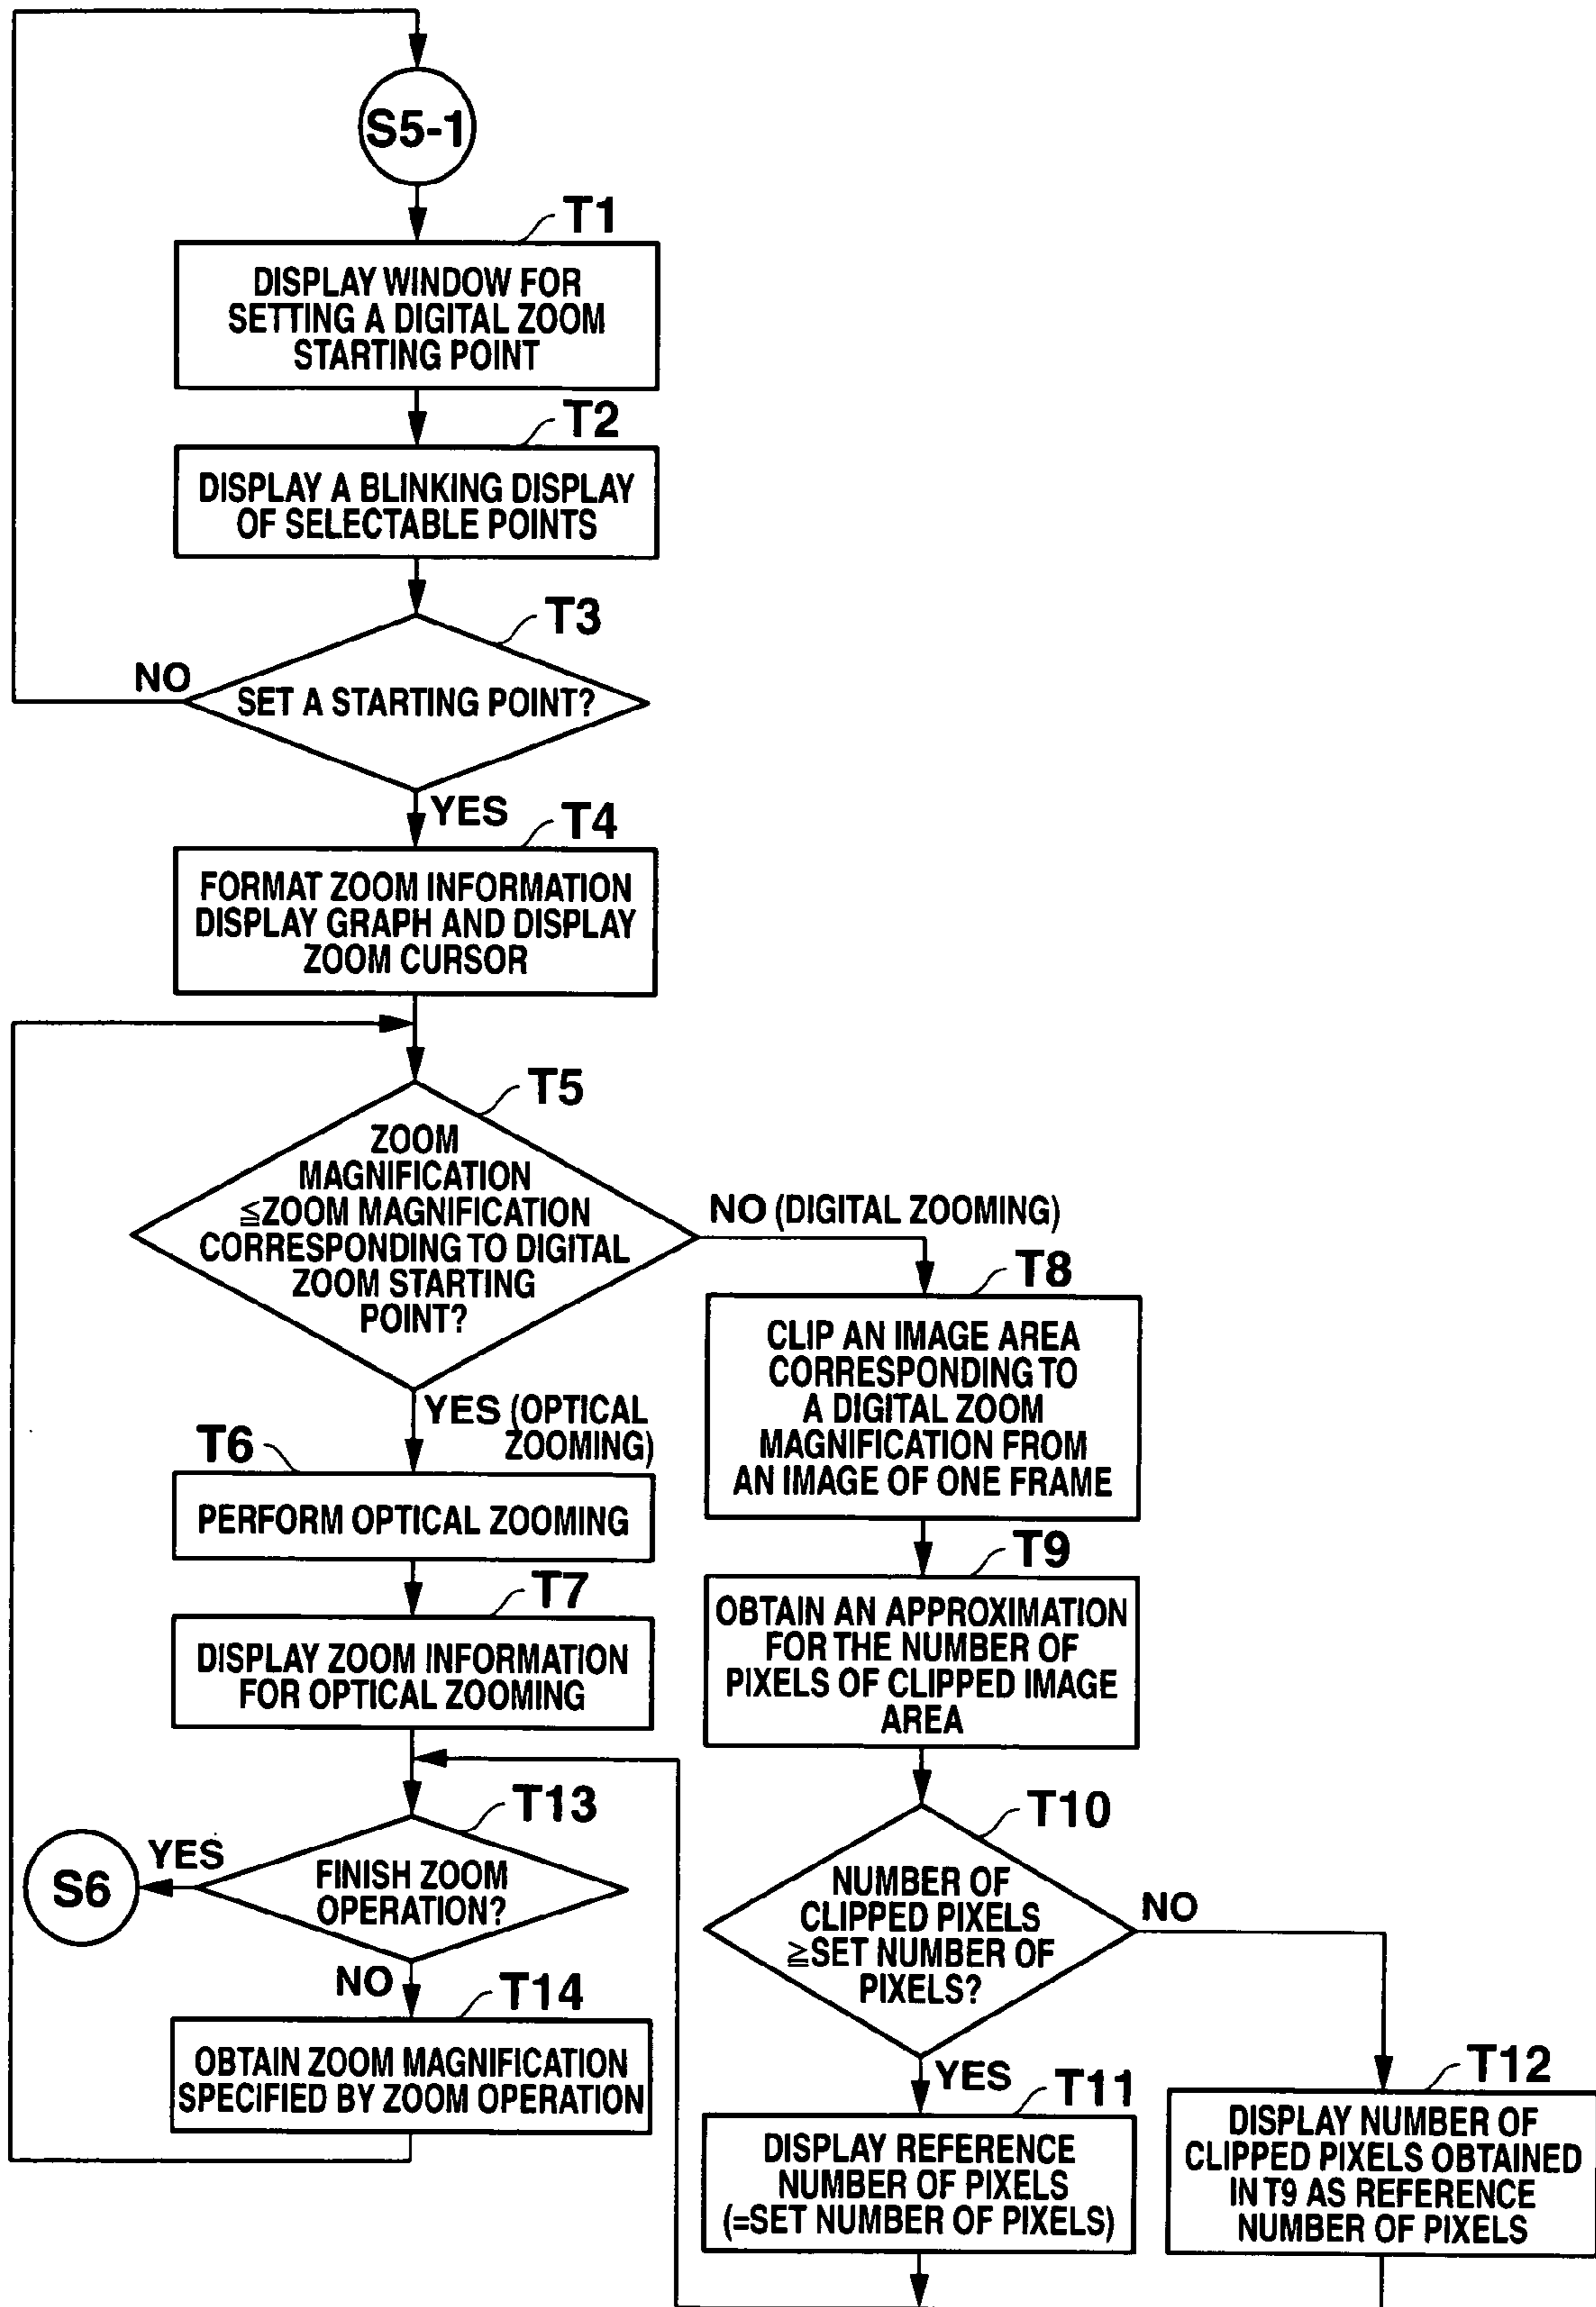 S5-1
T1
DISPLAY WINDOW FOR
SETTING A DIGITAL ZOOM
STARTING POINT
T2
DISPLAY A BLINKING DISPLAY
OF SELECTABLE POINTS
T3
NO
SET A STARTING POINT?
YES
T4
FORMAT ZOOM INFORMATION
DISPLAY GRAPH AND DISPLAY
ZOOM CURSOR
T5
ZOOM
MAGNIFICATION
≦ZOOM MAGNIFICATION
CORRESPONDING TO DIGITAL
ZOOM STARTING
POINT?
NO (DIGITAL ZOOMING)
YES (OPTICAL
ZOOMING)
T6
PERFORM OPTICAL ZOOMING
T7
DISPLAY ZOOM INFORMATION
FOR OPTICAL ZOOMING
T8
CLIP AN IMAGE AREA
CORRESPONDING TO
A DIGITAL ZOOM
MAGNIFICATION FROM
AN IMAGE OF ONE FRAME
T9
OBTAIN AN APPROXIMATION
FOR THE NUMBER OF
PIXELS OF CLIPPED IMAGE
AREA
T10
NUMBER OF
CLIPPED PIXELS
≧SET NUMBER OF
PIXELS?
NO
YES
T11
DISPLAY REFERENCE
NUMBER OF PIXELS
(=SET NUMBER OF PIXELS)
T12
DISPLAY NUMBER OF
CLIPPED PIXELS OBTAINED
IN T9 AS REFERENCE
NUMBER OF PIXELS
T13
FINISH ZOOM
OPERATION?
YES
S6
NO
T14
OBTAIN ZOOM MAGNIFICATION
SPECIFIED BY ZOOM OPERATION